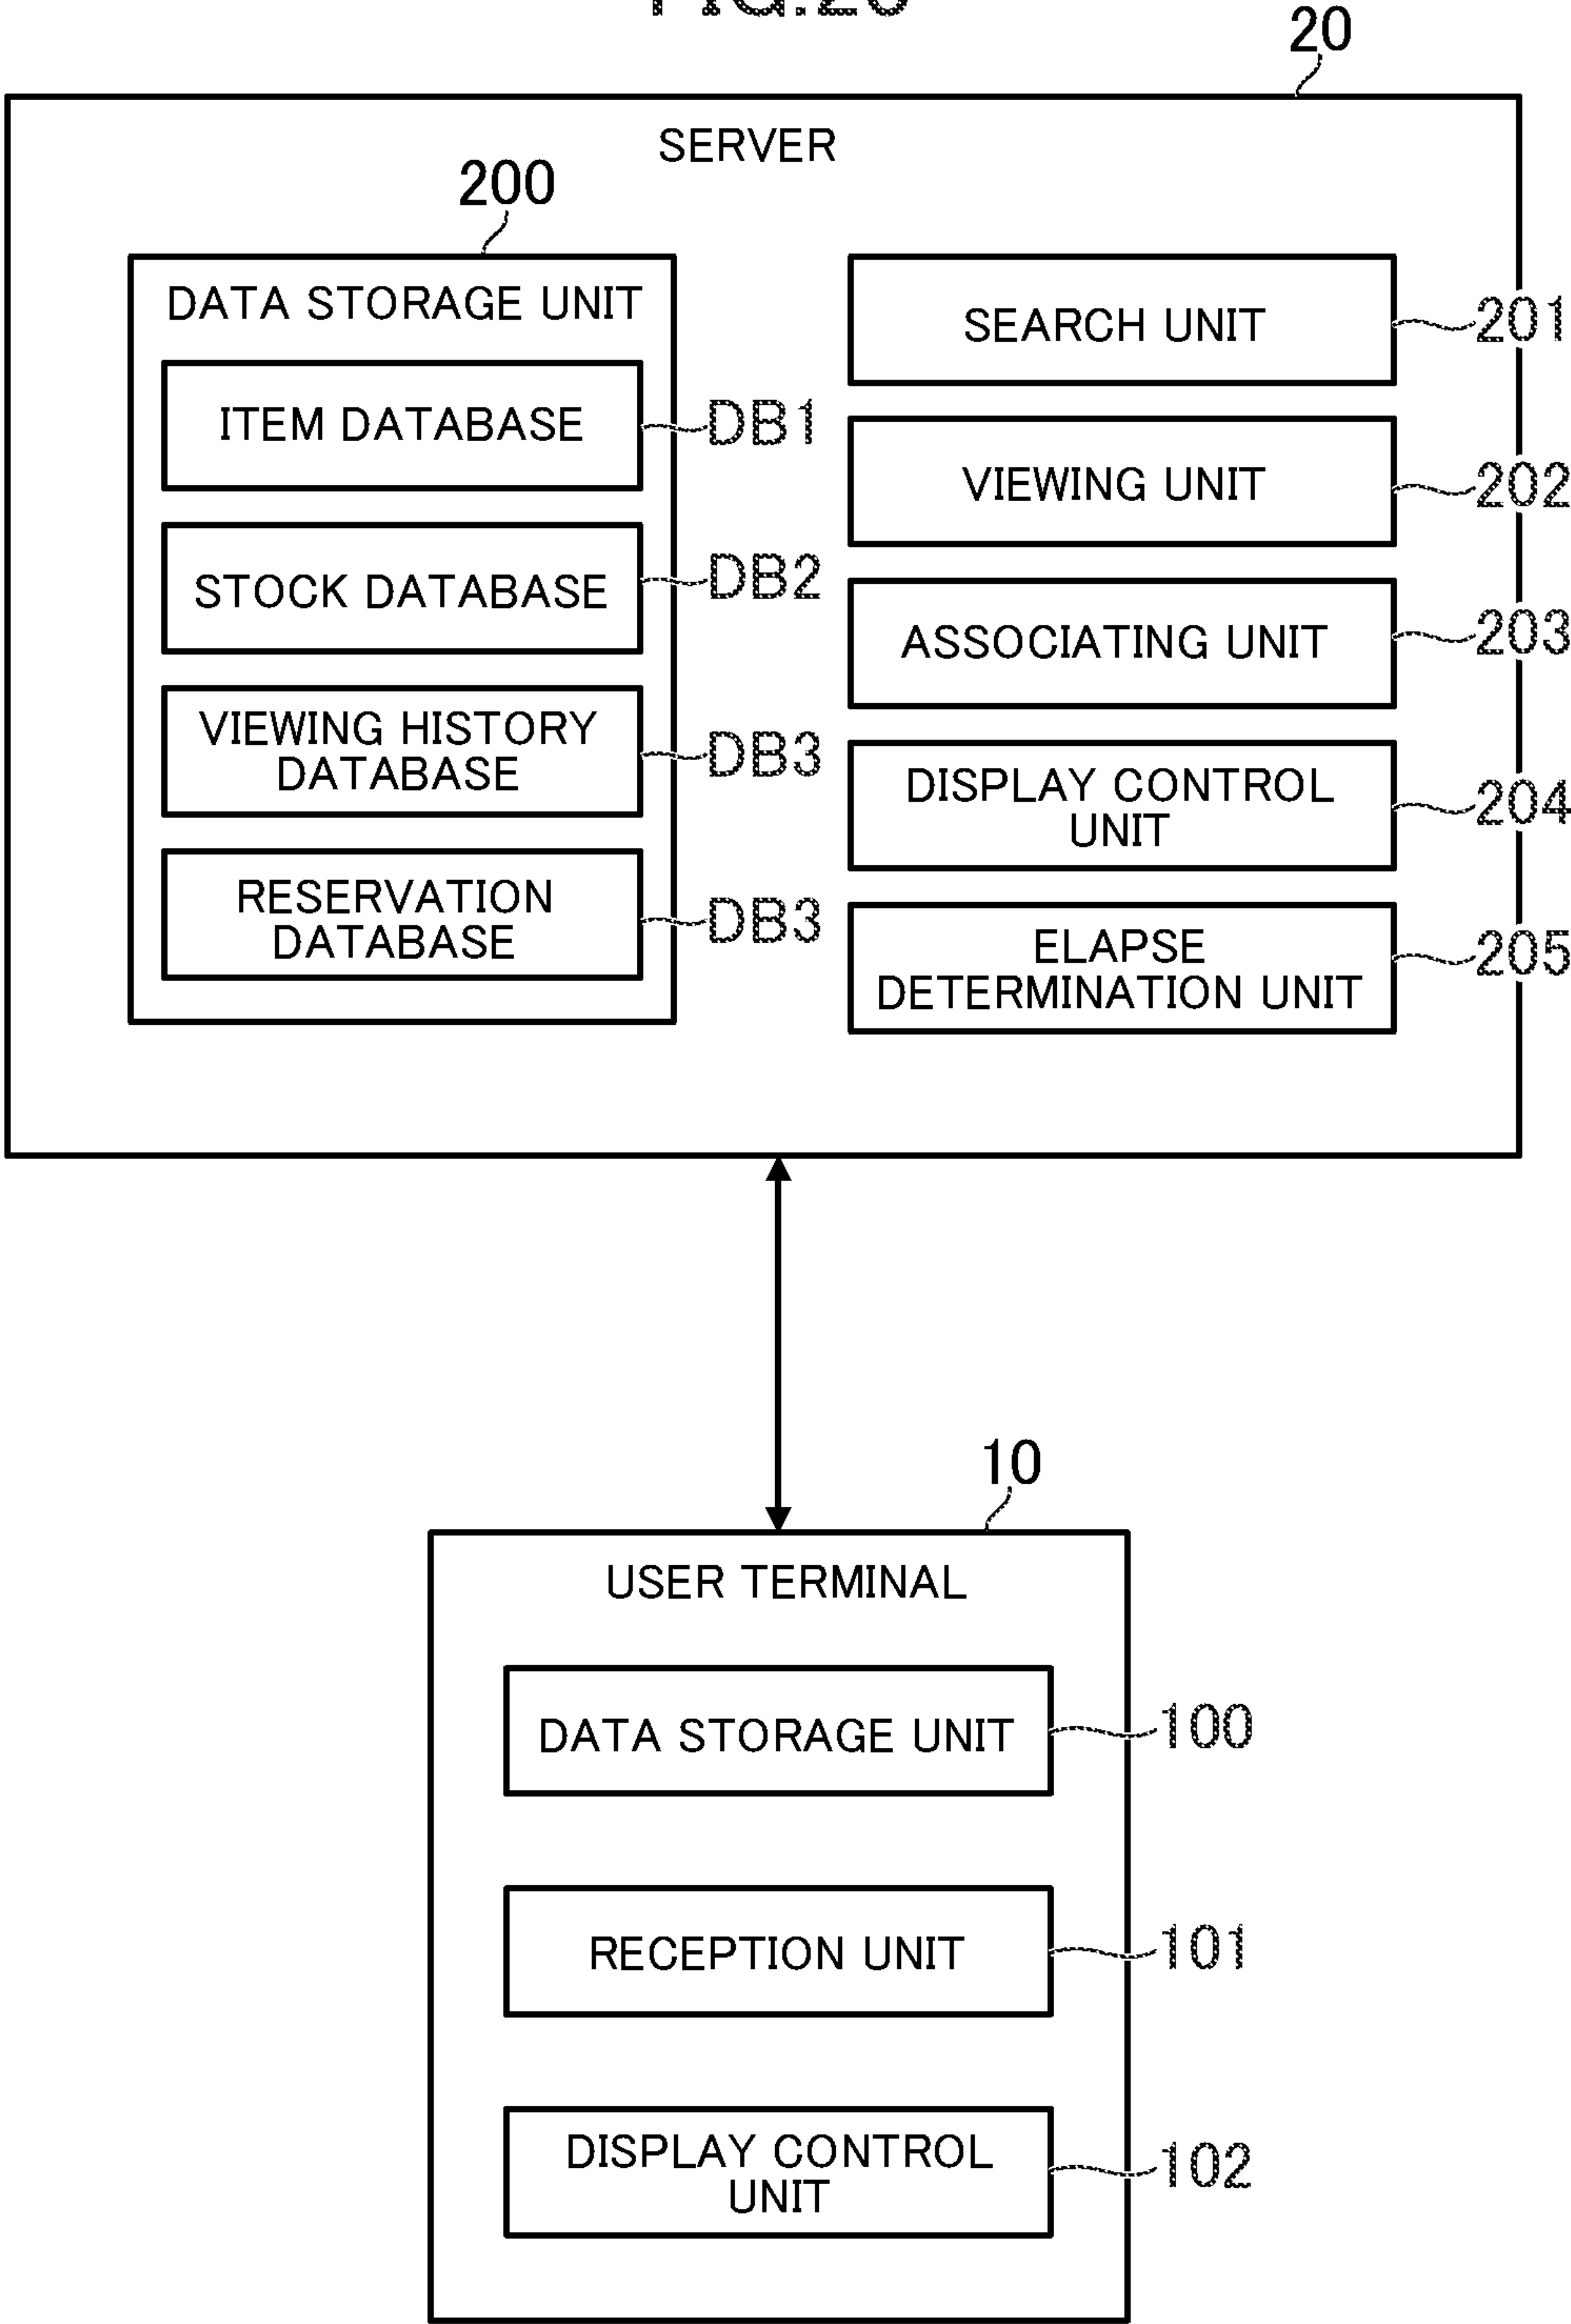 20
SERVER
200
DATA STORAGE UNIT
ITEM DATABASE
DB1
STOCK DATABASE
DB2
VIEWING HISTORY
DATABASE
DB3
RESERVATION
DATABASE
DB3
SEARCH UNIT
201
VIEWING UNIT
202
ASSOCIATING UNIT
203
DISPLAY CONTROL
UNIT
204
ELAPSE
DETERMINATION UNIT
205
10
USER TERMINAL
DATA STORAGE UNIT
100
RECEPTION UNIT
101
DISPLAY CONTROL
UNIT
102